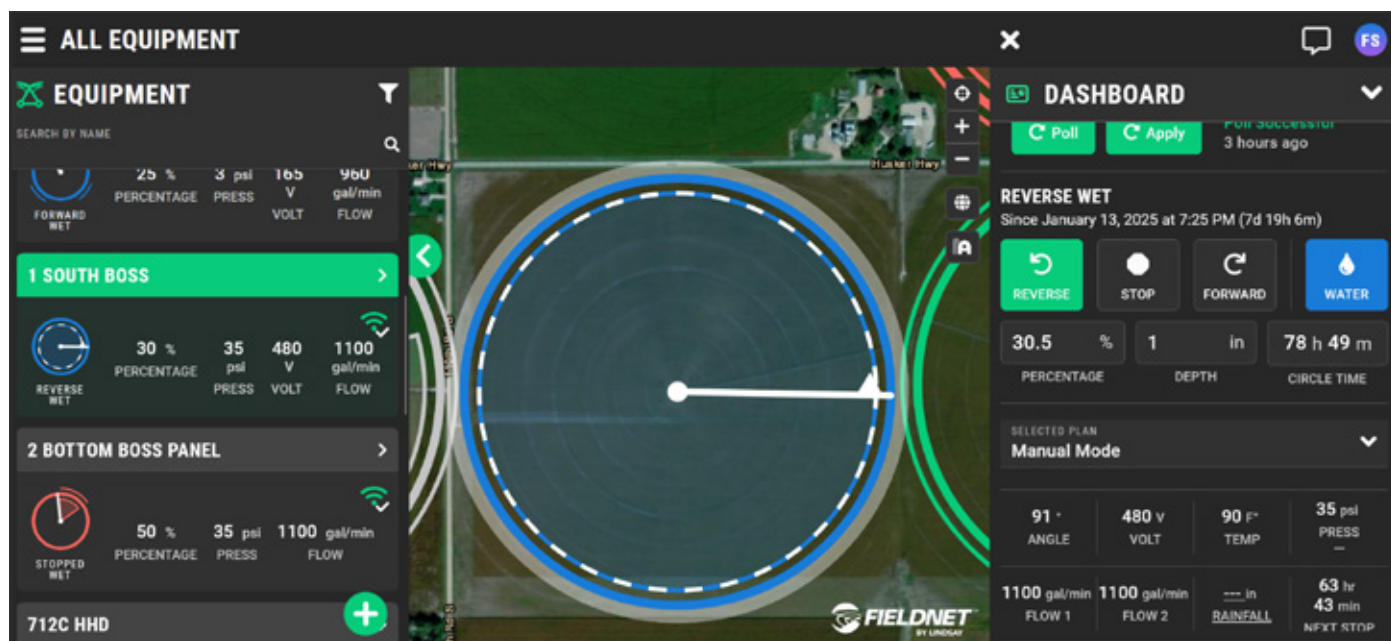 ALL EQUIPMENT
FS
EQUIPMENT
SEARCH BY NAME
25 % 3 psi 165 V 960 gal/min
PERCENTAGE PRESS VOLT FLOW
FORWARD WET
1 SOUTH BOSS
30 % 35 psi 480 V 1100 gal/min
PERCENTAGE PRESS VOLT FLOW
REVERSE WET
2 BOTTOM BOSS PANEL
50 % 35 psi 1100 gal/min
PERCENTAGE PRESS FLOW
STOPPED WET
712C HHD
Husker Hwy
FIELDNET
BY LINDSAY
DASHBOARD
Poll Apply Poll Successful
3 hours ago
REVERSE WET
Since January 13, 2025 at 7:25 PM (7d 19h 6m)
REVERSE STOP FORWARD WATER
30.5 % 1 in 78 h 49 m
PERCENTAGE DEPTH CIRCLE TIME
SELECTED PLAN
Manual Mode
91 ° 480 V 90 F° 35 psi
ANGLE VOLT TEMP PRESS
1100 gal/min 1100 gal/min --- in 63 hr 43 min
FLOW 1 FLOW 2 RAINFALL NEXT STOP